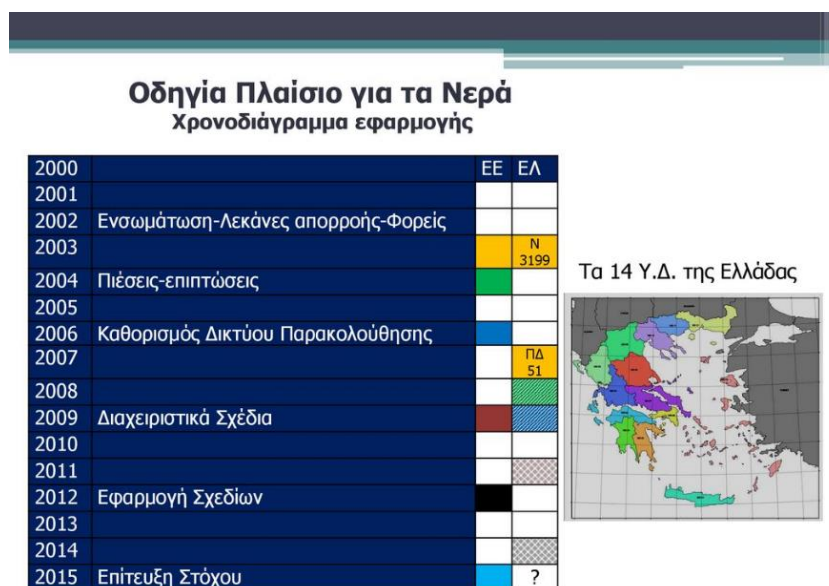 Οδηγία Πλαίσιο για τα Νερά
Χρονοδιάγραμμα εφαρμογής
2000 ΕΕ ΕΛ
2001
2002 Ενσωμάτωση-Λεκάνες απορροής-Φορείς
2003 Ν 3199
2004 Πιέσεις-επιπτώσεις
2005
2006 Καθορισμός Δικτύου Παρακολούθησης
2007 ΠΔ 51
2008
2009 Διαχειριστικά Σχέδια
2010
2011
2012 Εφαρμογή Σχεδίων
2013
2014
2015 Επίτευξη Στόχου ?
Τα 14 Υ.Δ. της Ελλάδας